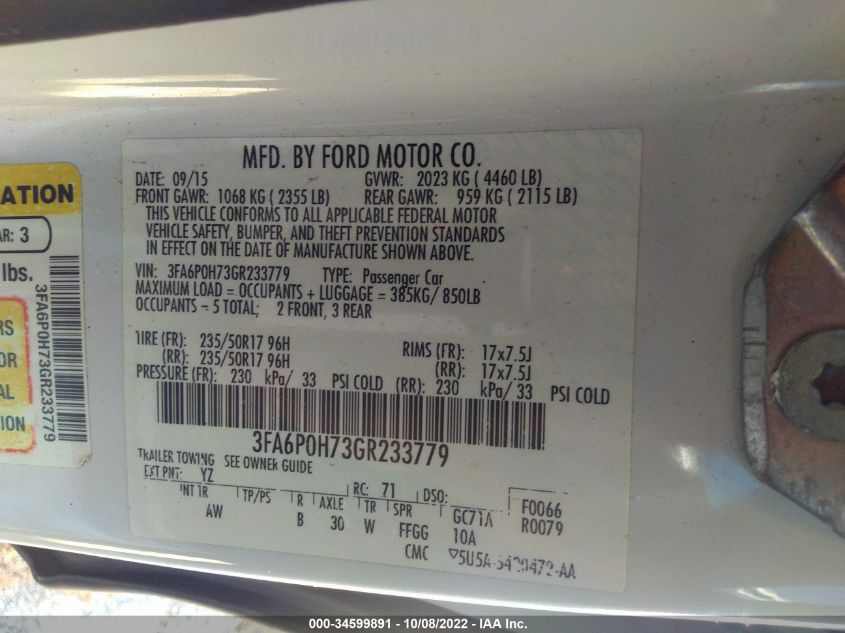 ATION
AR: 3
lbs.
RS
OR
AL
ION
3FA6P0H73GR233779
MFD. BY FORD MOTOR CO.
DATE: 09/15 GVWR: 2023 KG ( 4460 LB)
FRONT GAWR: 1068 KG ( 2355 LB) REAR GAWR: 959 KG ( 2115 LB)
THIS VEHICLE CONFORMS TO ALL APPLICABLE FEDERAL MOTOR
VEHICLE SAFETY, BUMPER, AND THEFT PREVENTION STANDARDS
IN EFFECT ON THE DATE OF MANUFACTURE SHOWN ABOVE.
VIN: 3FA6P0H73GR233779 TYPE: Passenger Car
MAXIMUM LOAD = OCCUPANTS + LUGGAGE = 385KG/ 850LB
OCCUPANTS = 5 TOTAL; 2 FRONT, 3 REAR
TIRE (FR): 235/50R17 96H RIMS (FR): 17x7.5J
(RR): 235/50R17 96H (RR): 17x7.5J
PRESSURE (FR): 230 kPa/ 33 PSI COLD (RR): 230 kPa/ 33 PSI COLD
3FA6P0H73GR233779
TRAILER TOWING SEE OWNER GUIDE
EXT PNT: YZ RC: 71 DSO: F0066
INT TR TP/PS R AXLE TR SPR GC71A R0079
AW B 30 W FFGG 10A
CMC 5U5A-5420472-AA
000-34599891 - 10/08/2022 - IAA Inc.